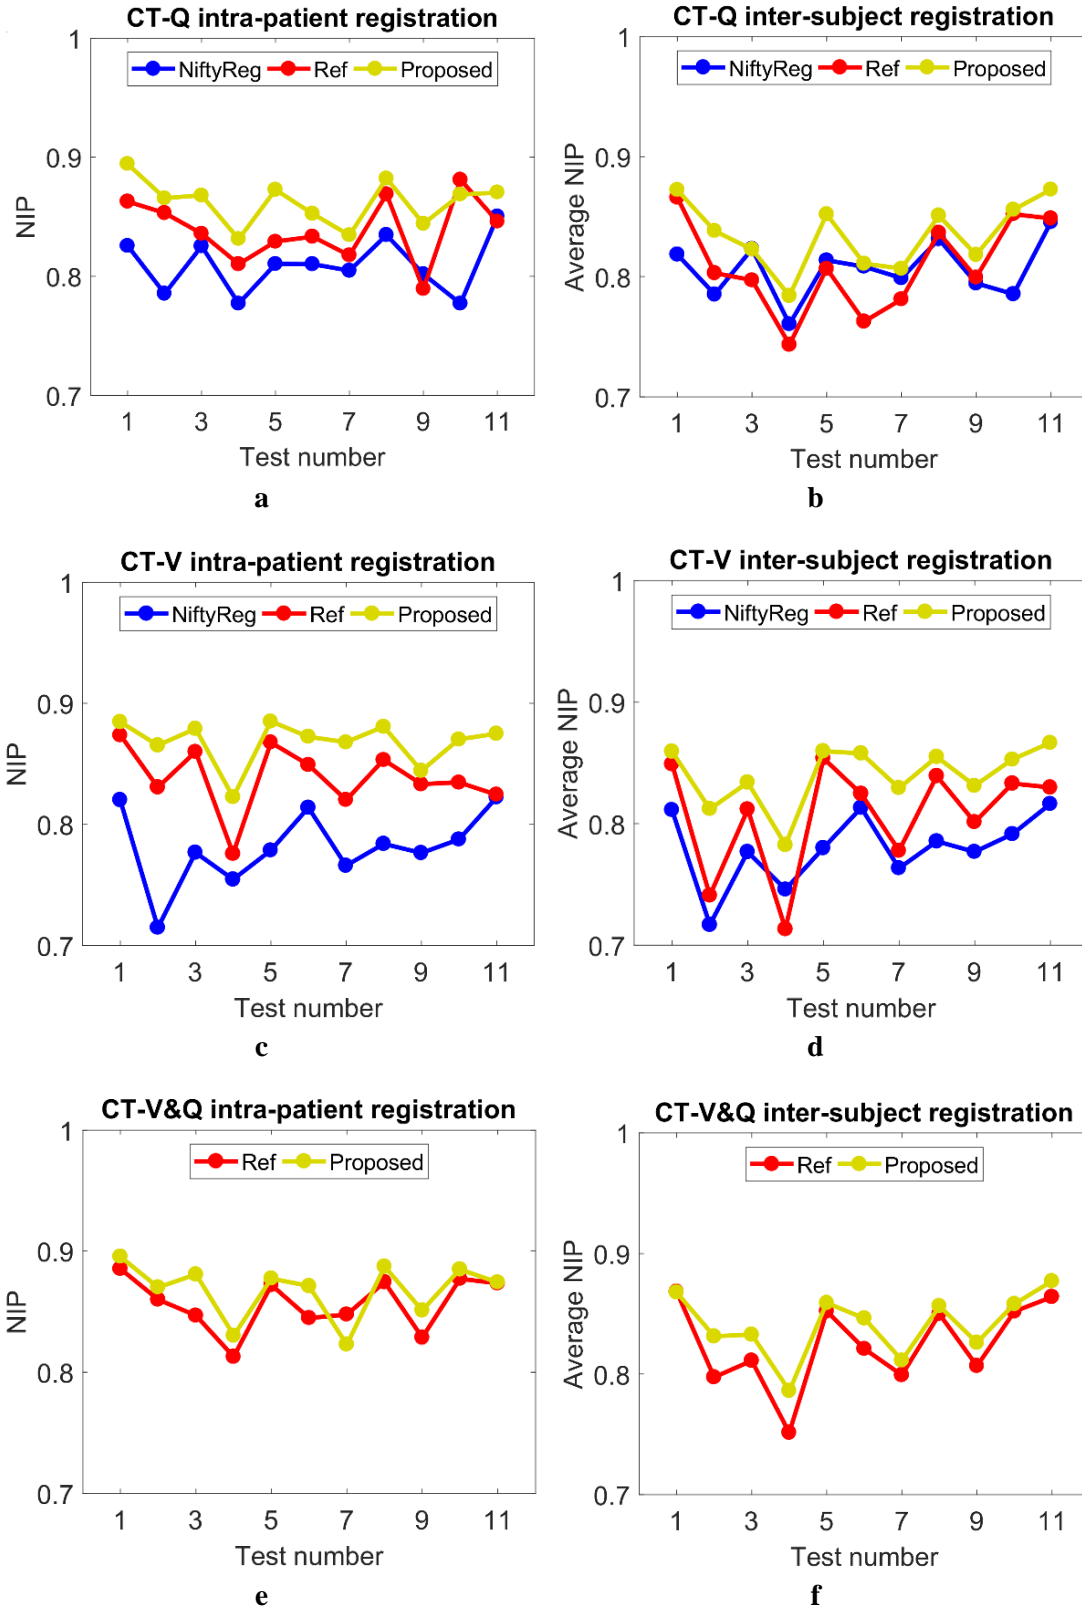 CT-Q intra-patient registration
NiftyReg Ref Proposed
1
0.9
0.8
0.7
NIP
1 3 5 7 9 11
Test number
a
CT-Q inter-subject registration
NiftyReg Ref Proposed
1
0.9
0.8
0.7
Average NIP
1 3 5 7 9 11
Test number
b
CT-V intra-patient registration
NiftyReg Ref Proposed
1
0.9
0.8
0.7
NIP
1 3 5 7 9 11
Test number
c
CT-V inter-subject registration
NiftyReg Ref Proposed
1
0.9
0.8
0.7
Average NIP
1 3 5 7 9 11
Test number
d
CT-V&Q intra-patient registration
Ref Proposed
1
0.9
0.8
0.7
NIP
1 3 5 7 9 11
Test number
e
CT-V&Q inter-subject registration
Ref Proposed
1
0.9
0.8
0.7
Average NIP
1 3 5 7 9 11
Test number
f